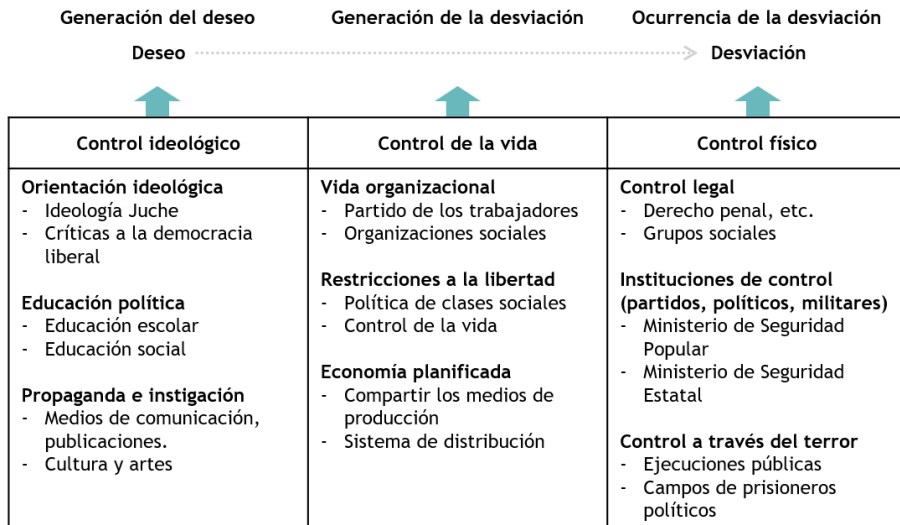 Generación del deseo
Generación de la desviación
Ocurrencia de la desviación
Deseo
Desviación
Control ideológico
Control de la vida
Control físico
Orientación ideológica
- Ideología Juche
- Críticas a la democracia
liberal
Educación política
- Educación escolar
- Educación social
Propaganda e instigación
- Medios de comunicación,
publicaciones.
- Cultura y artes
Vida organizacional
- Partido de los trabajadores
- Organizaciones sociales
Restricciones a la libertad
- Política de clases sociales
- Control de la vida
Economía planificada
- Compartir los medios de
producción
- Sistema de distribución
Control legal
- Derecho penal, etc.
- Grupos sociales
Instituciones de control
(partidos, políticos, militares)
- Ministerio de Seguridad
Popular
- Ministerio de Seguridad
Estatal
Control a través del terror
- Ejecuciones públicas
- Campos de prisioneros
políticos